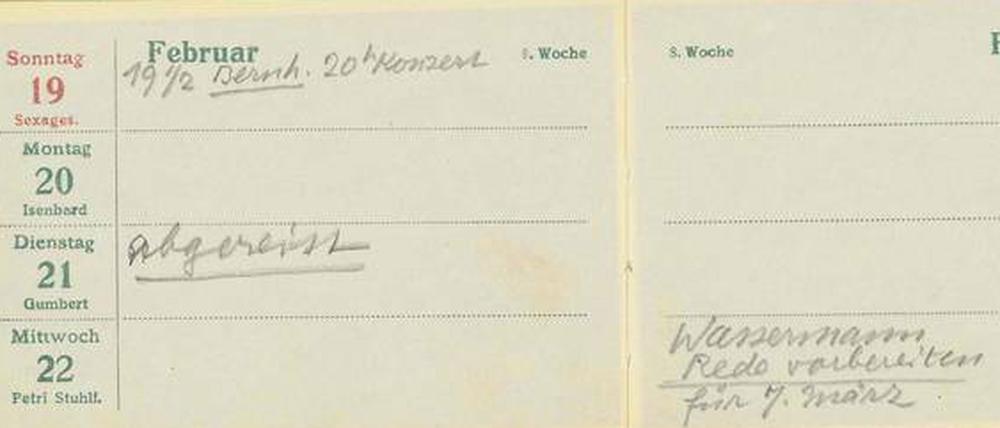 Februar
8. Woche
Sonntag
19
Sexages.
19 1/2 Bernh. 20h Konzert
Montag
20
Isenhard
Dienstag
21
Gumbert
abgereist
Mittwoch
22
Petri Stuhlf.
8. Woche
F
Wassermann
Rede vorbereiten
für 7. März